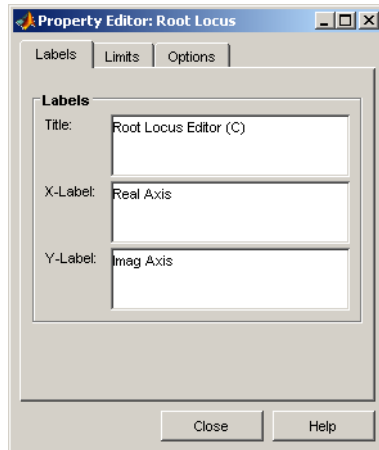 Property Editor: Root Locus
Labels Limits Options
Labels
Title: Root Locus Editor (C)
X-Label: Real Axis
Y-Label: Imag Axis
Close Help